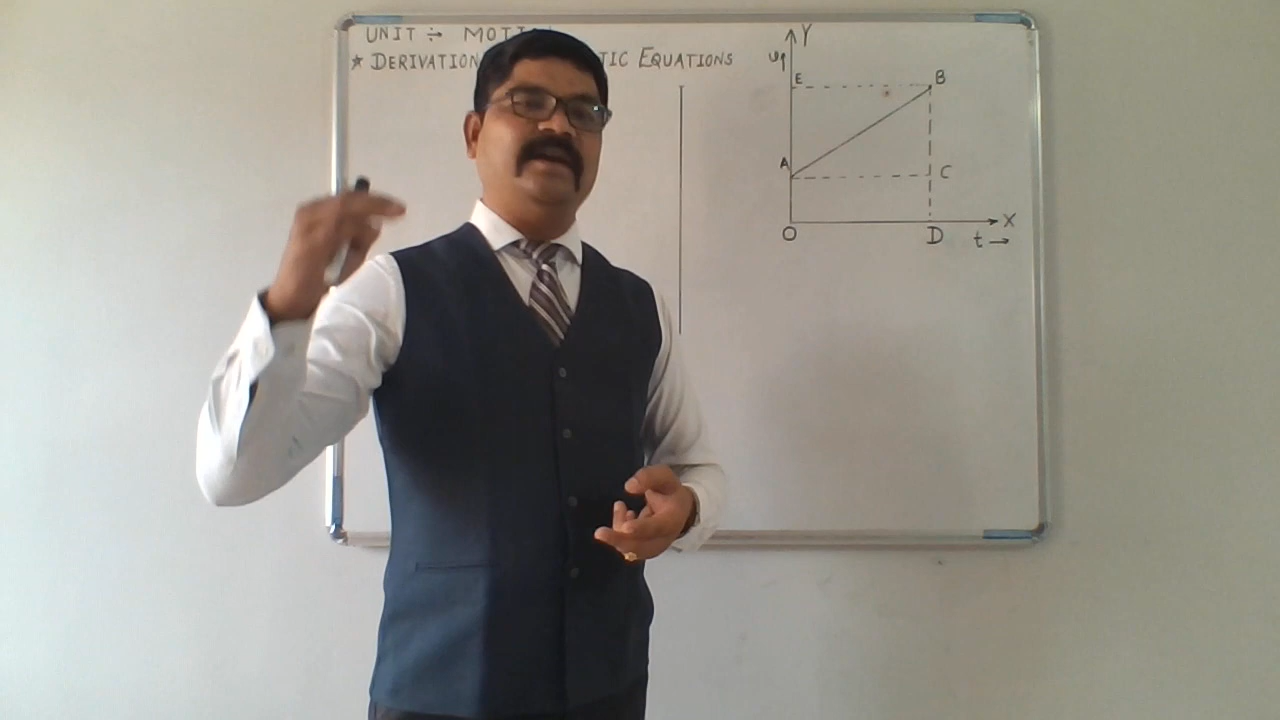 UNIT ÷ MOTI
★ DERIVATION TIC EQUATIONS
Y
v↑
E
B
A
C
O
D
X
t →